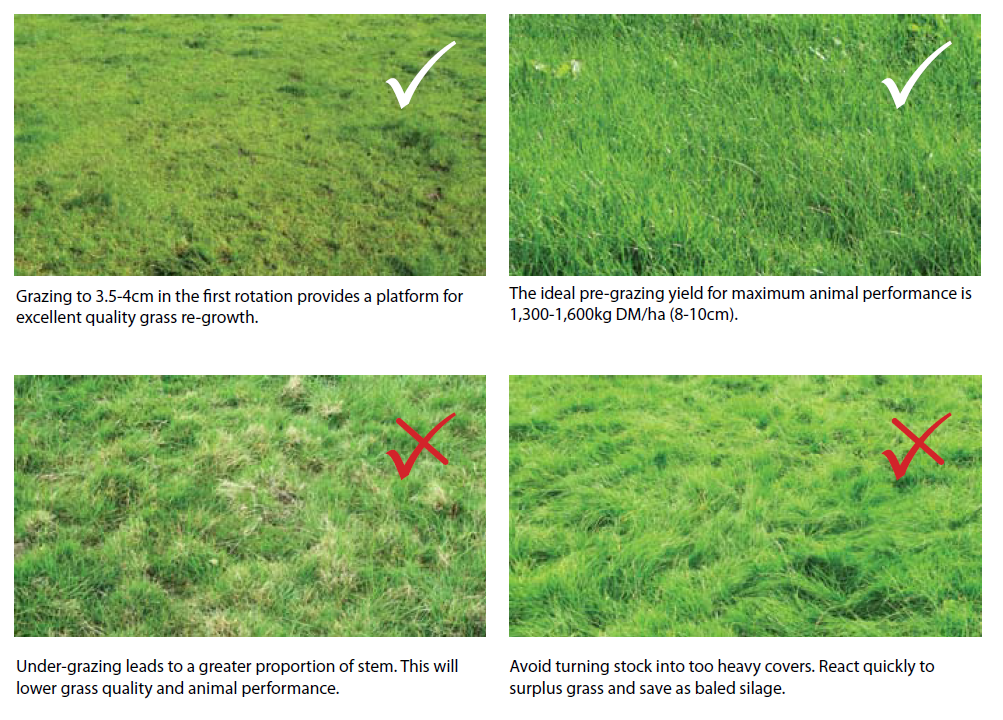 Grazing to 3.5-4cm in the first rotation provides a platform for
excellent quality grass re-growth.
The ideal pre-grazing yield for maximum animal performance is
1,300-1,600kg DM/ha (8-10cm).
Under-grazing leads to a greater proportion of stem. This will
lower grass quality and animal performance.
Avoid turning stock into too heavy covers. React quickly to
surplus grass and save as baled silage.